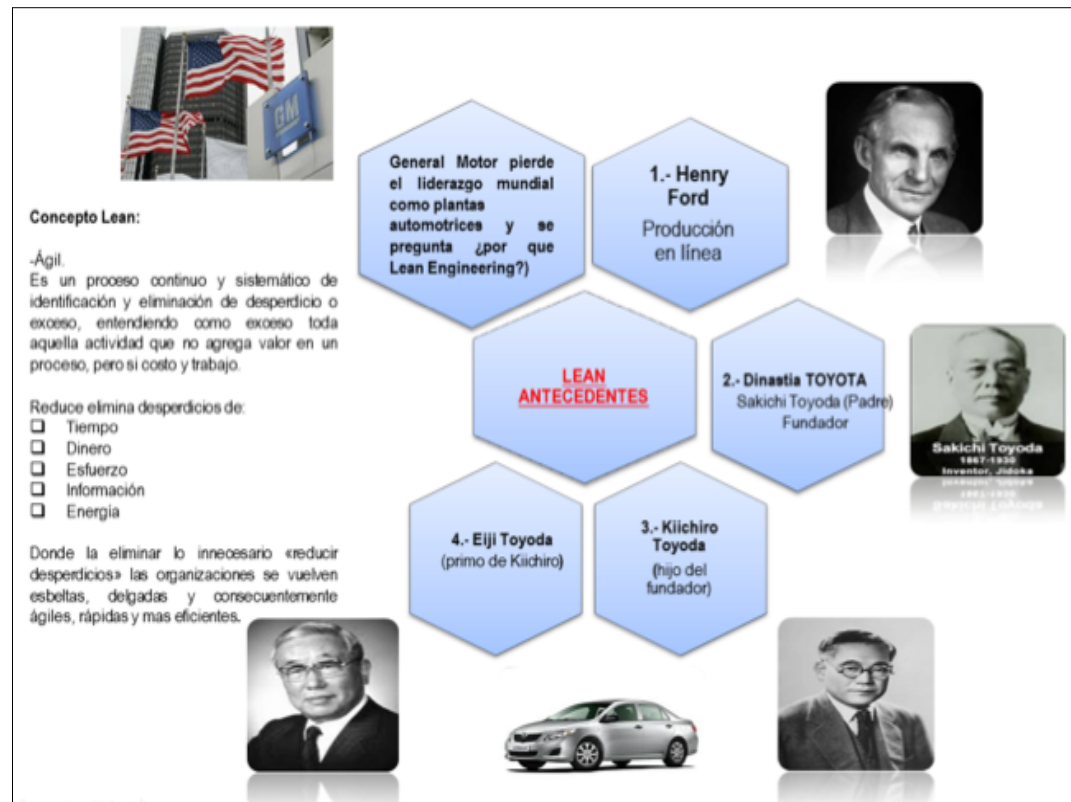 GM
Concepto Lean:
-Ágil.
Es un proceso continuo y sistemático de
identificación y eliminación de desperdicio o
exceso, entendiendo como exceso toda
aquella actividad que no agrega valor en un
proceso, pero si costo y trabajo.
Reduce elimina desperdicios de:
Tiempo
Dinero
Esfuerzo
Información
Energía
Donde la eliminar lo innecesario «reducir
desperdicios» las organizaciones se vuelven
esbeltas, delgadas y consecuentemente
ágiles, rápidas y mas eficientes.
General Motor pierde
el liderazgo mundial
como plantas
automotrices y se
pregunta ¿por que
Lean Engineering?)
1.- Henry
Ford
Producción
en línea
LEAN
ANTECEDENTES
2.- Dinastia TOYOTA
Sakichi Toyoda (Padre)
Fundador
Sakichi Toyoda
1867-1930
Inventor, Jidoka
3.- Kiichiro
Toyoda
(hijo del
fundador)
4.- Eiji Toyoda
(primo de Kiichiro)